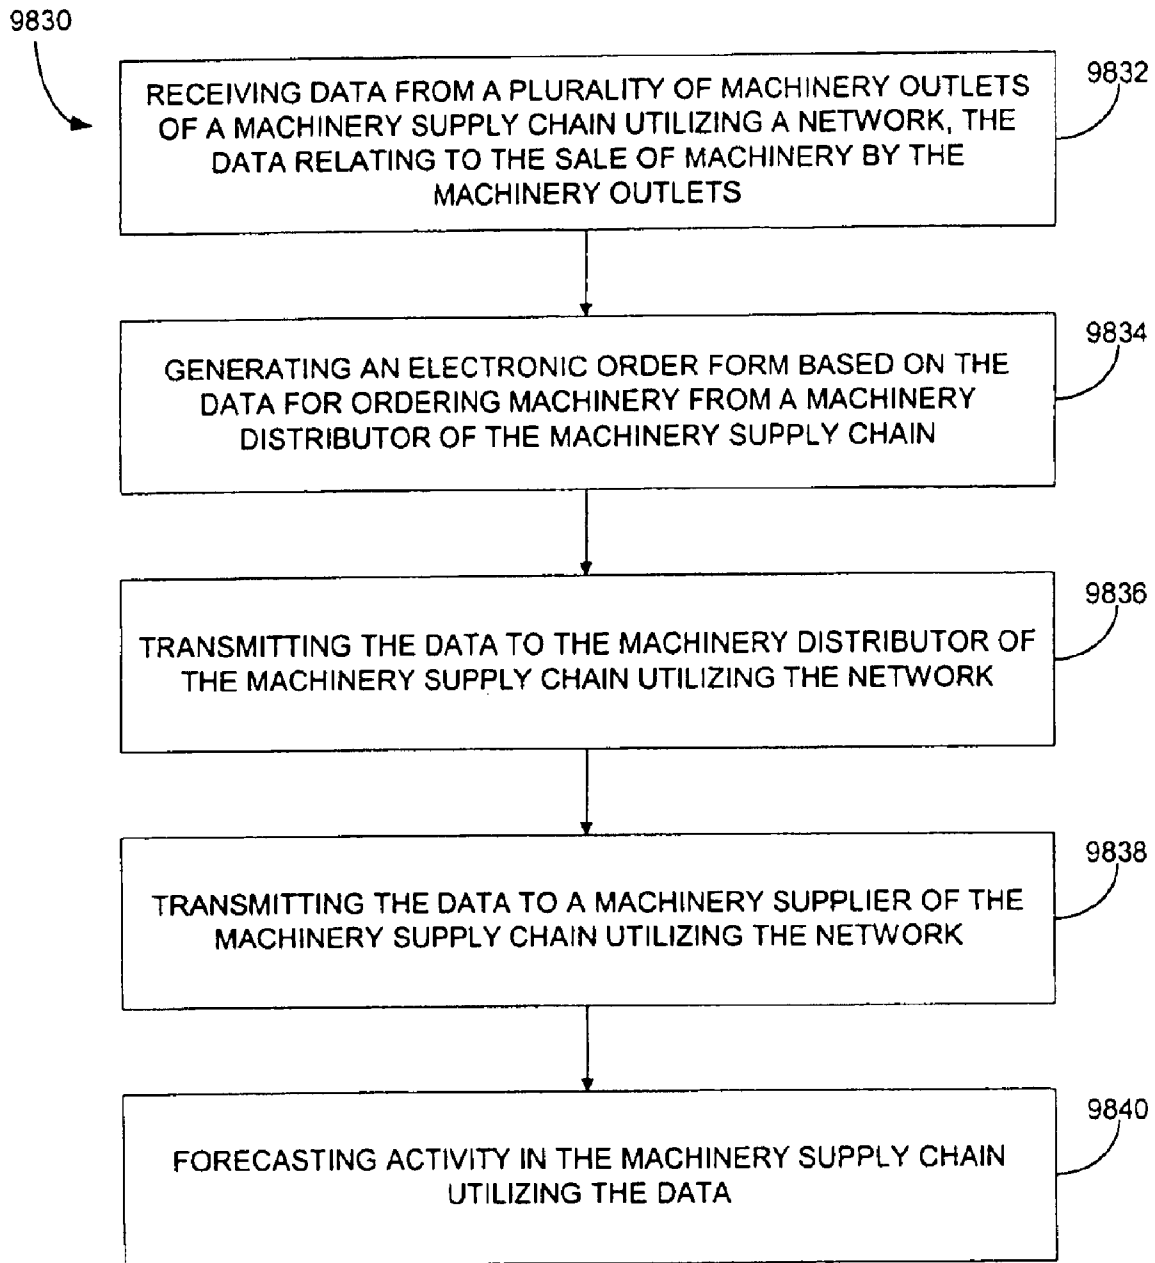 9830
9832
RECEIVING DATA FROM A PLURALITY OF MACHINERY OUTLETS
OF A MACHINERY SUPPLY CHAIN UTILIZING A NETWORK, THE
DATA RELATING TO THE SALE OF MACHINERY BY THE
MACHINERY OUTLETS
9834
GENERATING AN ELECTRONIC ORDER FORM BASED ON THE
DATA FOR ORDERING MACHINERY FROM A MACHINERY
DISTRIBUTOR OF THE MACHINERY SUPPLY CHAIN
9836
TRANSMITTING THE DATA TO THE MACHINERY DISTRIBUTOR OF
THE MACHINERY SUPPLY CHAIN UTILIZING THE NETWORK
9838
TRANSMITTING THE DATA TO A MACHINERY SUPPLIER OF THE
MACHINERY SUPPLY CHAIN UTILIZING THE NETWORK
9840
FORECASTING ACTIVITY IN THE MACHINERY SUPPLY CHAIN
UTILIZING THE DATA